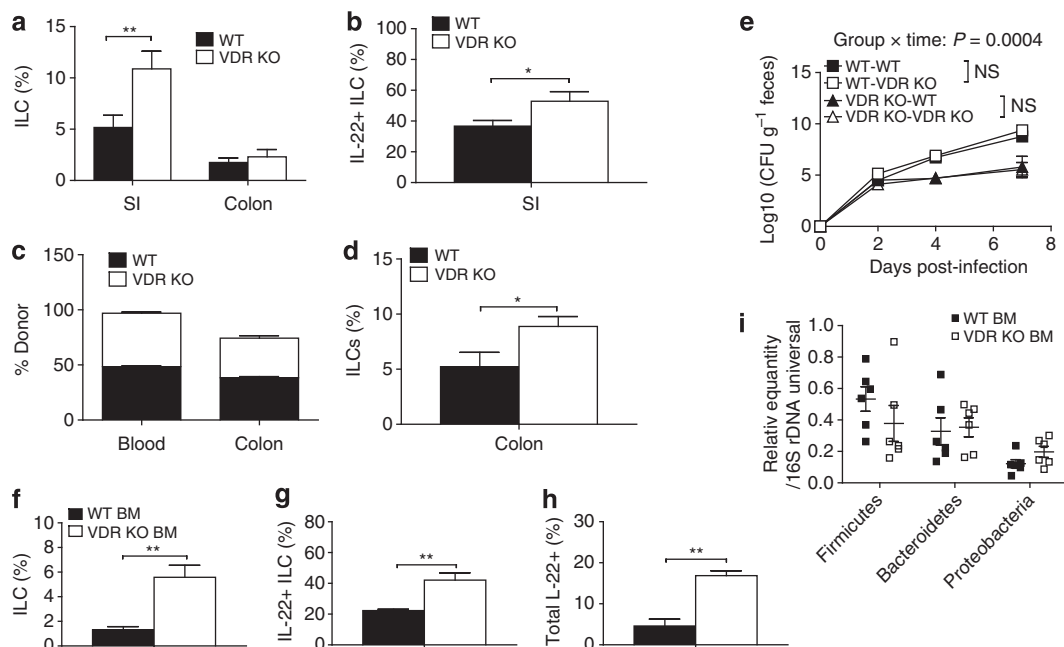 a
WT
VDR KO
**
ILC (%)
15
10
5
0
SI
Colon
b
WT
VDR KO
*
IL-22+ ILC (%)
100
80
60
40
20
0
SI
e
Group × time: P = 0.0004
WT-WT
WT-VDR KO
NS
VDR KO-WT
VDR KO-VDR KO
NS
Log10 (CFU g⁻¹ feces)
15
10
5
0
0
2
4
6
8
Days post-infection
c
WT
VDR KO
% Donor
150
100
50
0
Blood
Colon
d
WT
VDR KO
*
ILCs (%)
15
10
5
0
Colon
i
WT BM
VDR KO BM
Relative equantity
/16S rDNA universal
1.0
0.8
0.6
0.4
0.2
0
Firmicutes
Bacteroidetes
Proteobacteria
f
WT BM
VDR KO BM
**
ILC (%)
10
8
6
4
2
0
g
**
IL-22+ ILC (%)
80
60
40
20
0
h
**
Total L-22+ (%)
30
20
10
0